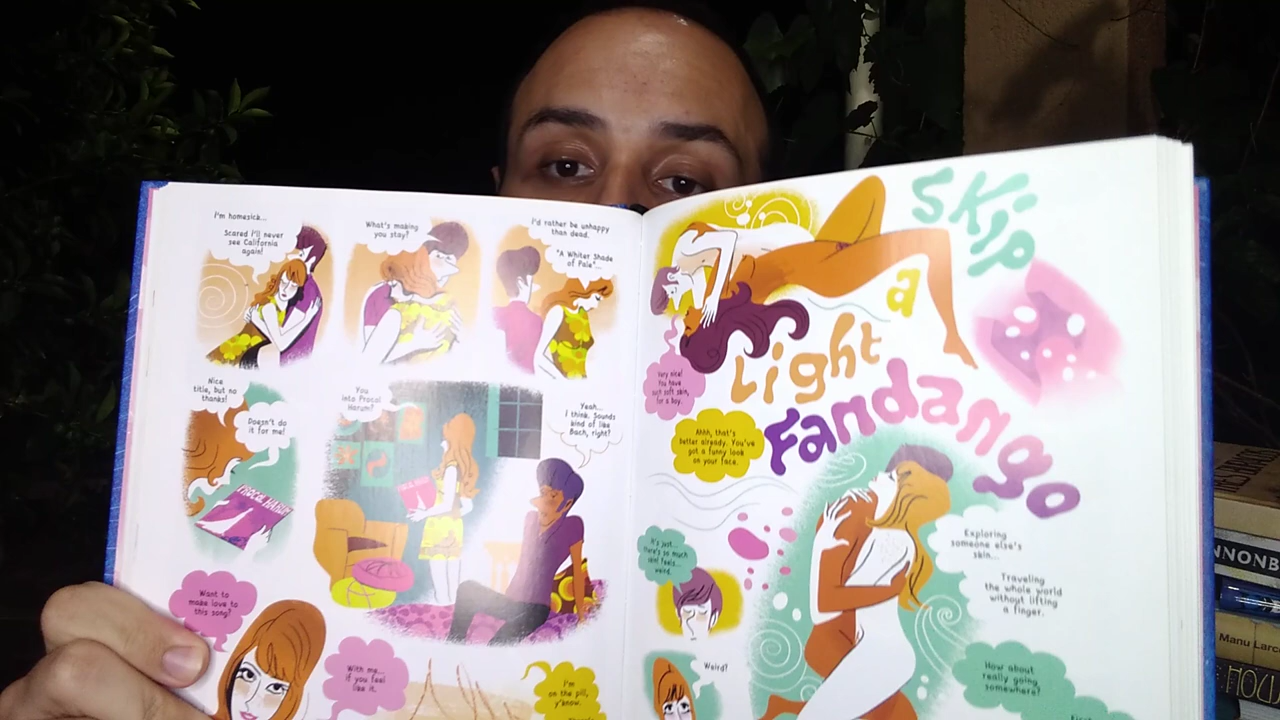 I'm homesick...
Scared I'll never
see California
again!
What's making
you stay?
I'd rather be unhappy
than dead.
"A Whiter Shade
of Pale"...
Nice
title, but no
thanks!
Doesn't do
it for me!
PROCOL HARUM
You
into Procol
Harum?
Yeah...
I think. Sounds
kind of like
Bach, right?
Want to
make love to
this song?
With me...
if you feel
like it.
I'm
on the pill,
y'know.
Skip
a
Light
Fandango
Very nice!
You have
such soft skin,
for a boy.
Ahhh, that's
better already. You've
got a funny look
on your face.
It's just...
there's so much
skin! Feels...
weird.
Exploring
someone else's
skin...
Traveling
the whole world
without lifting
a finger.
Weird?
How about
really going
somewhere?
NNONB
Manu Larc